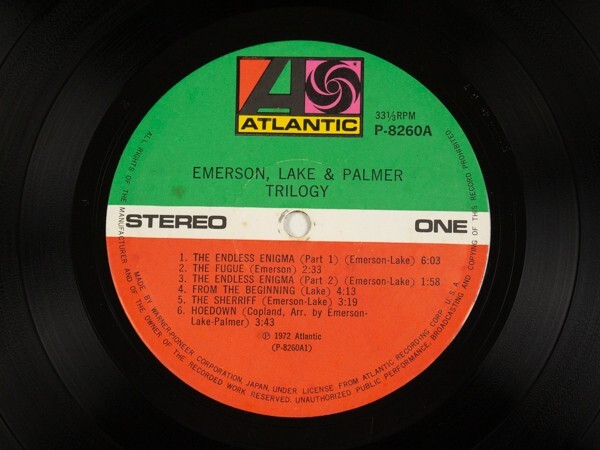 ATLANTIC
33⅓RPM
P-8260A
EMERSON, LAKE & PALMER
TRILOGY
STEREO
ONE
1. THE ENDLESS ENIGMA (Part 1) (Emerson-Lake) 6:03
2. THE FUGUE (Emerson) 2:33
3. THE ENDLESS ENIGMA (Part 2) (Emerson-Lake) 1:58
4. FROM THE BEGINNING (Lake) 4:13
5. THE SHERRIFF (Emerson-Lake) 3:19
6. HOEDOWN (Copland, Arr. by Emerson-
Lake-Palmer) 3:43
Ⓟ 1972 Atlantic
(P-8260A1)
MADE BY WARNER-PIONEER CORPORATION, JAPAN, UNDER LICENSE FROM ATLANTIC RECORDING CORP. U.S.A.
ALL RIGHTS OF THE MANUFACTURER AND OF THE OWNER OF THE RECORDED WORK RESERVED. UNAUTHORIZED PUBLIC PERFORMANCE, BROADCASTING AND COPYING OF THIS RECORD PROHIBITED.